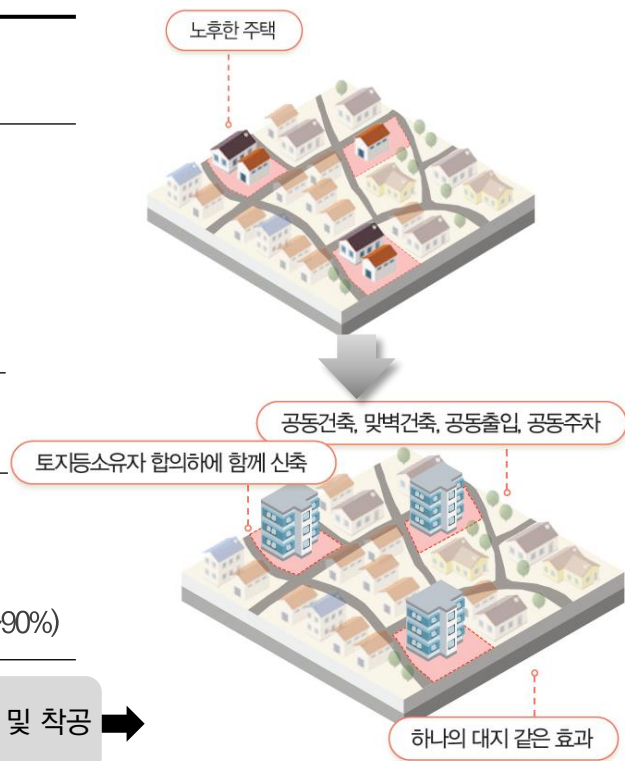 노후한 주택
공동건축, 맞벽건축, 공동출입, 공동주차
토지등소유자 합의하에 함께 신축
90%)
및 착공
하나의 대지 같은 효과